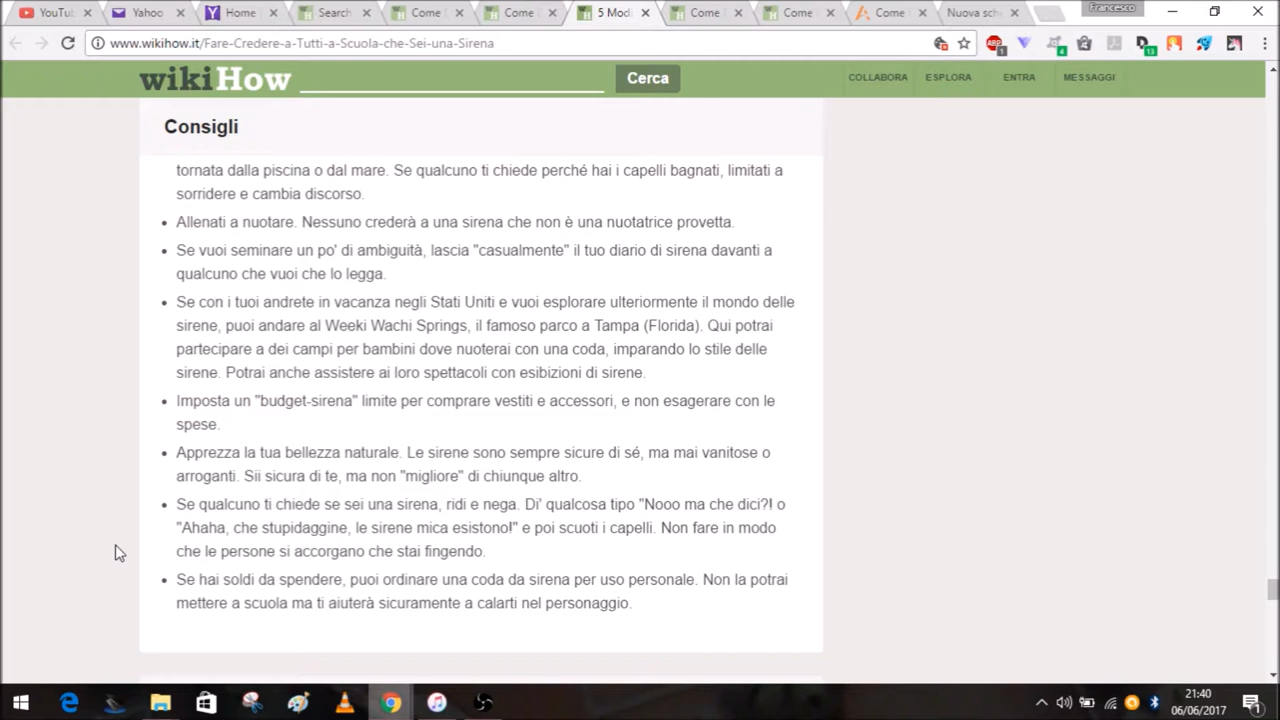 YouTub
Yahoo
Home
Search
Come
Come
5 Modi
Come
Come
Come
Nuova sch
Francesco
www.wikihow.it/Fare-Credere-a-Tutti-a-Scuola-che-Sei-una-Sirena
wikiHow
Cerca
COLLABORA
ESPLORA
ENTRA
MESSAGGI
Consigli
tornata dalla piscina o dal mare. Se qualcuno ti chiede perché hai i capelli bagnati, limitati a
sorridere e cambia discorso.
• Allenati a nuotare. Nessuno crederà a una sirena che non è una nuotatrice provetta.
• Se vuoi seminare un po' di ambiguità, lascia "casualmente" il tuo diario di sirena davanti a
qualcuno che vuoi che lo legga.
• Se con i tuoi andrete in vacanza negli Stati Uniti e vuoi esplorare ulteriormente il mondo delle
sirene, puoi andare al Weeki Wachi Springs, il famoso parco a Tampa (Florida). Qui potrai
partecipare a dei campi per bambini dove nuoterai con una coda, imparando lo stile delle
sirene. Potrai anche assistere ai loro spettacoli con esibizioni di sirene.
• Imposta un "budget-sirena" limite per comprare vestiti e accessori, e non esagerare con le
spese.
• Apprezza la tua bellezza naturale. Le sirene sono sempre sicure di sé, ma mai vanitose o
arroganti. Sii sicura di te, ma non "migliore" di chiunque altro.
• Se qualcuno ti chiede se sei una sirena, ridi e nega. Di' qualcosa tipo "Nooo ma che dici?! o
"Ahaha, che stupidaggine, le sirene mica esistono!" e poi scuoti i capelli. Non fare in modo
che le persone si accorgano che stai fingendo.
• Se hai soldi da spendere, puoi ordinare una coda da sirena per uso personale. Non la potrai
mettere a scuola ma ti aiuterà sicuramente a calarti nel personaggio.
21:40
06/06/2017